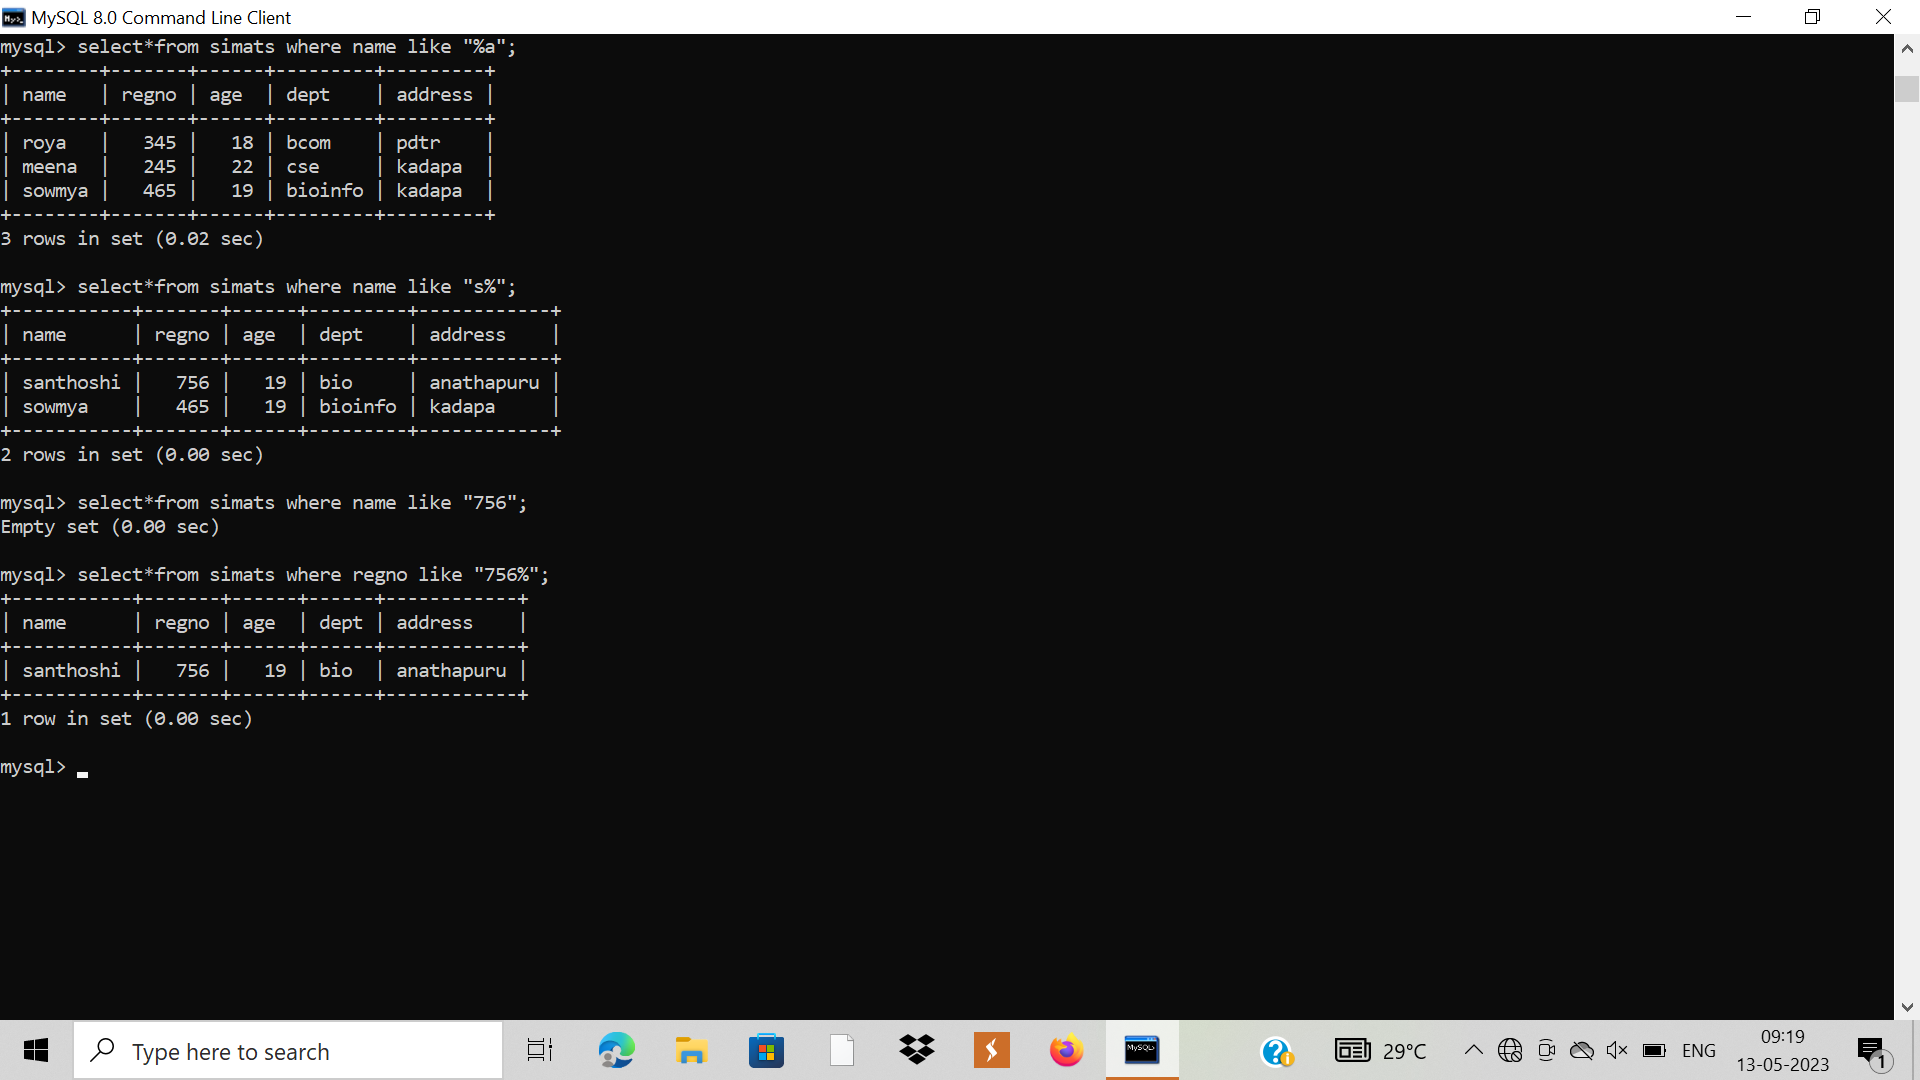 MySQL 8.0 Command Line Client
mysql> select*from simats where name like "%a";
+--------+-------+------+---------+---------+
| name   | regno | age  | dept    | address |
+--------+-------+------+---------+---------+
| roya   |   345 |   18 | bcom    | pdtr    |
| meena  |   245 |   22 | cse     | kadapa  |
| sowmya |   465 |   19 | bioinfo | kadapa  |
+--------+-------+------+---------+---------+
3 rows in set (0.02 sec)
mysql> select*from simats where name like "s%";
+-----------+-------+------+---------+------------+
| name      | regno | age  | dept    | address    |
+-----------+-------+------+---------+------------+
| santhoshi |   756 |   19 | bio     | anathapuru |
| sowmya    |   465 |   19 | bioinfo | kadapa     |
+-----------+-------+------+---------+------------+
2 rows in set (0.00 sec)
mysql> select*from simats where name like "756";
Empty set (0.00 sec)
mysql> select*from simats where regno like "756%";
+-----------+-------+------+------+------------+
| name      | regno | age  | dept | address    |
+-----------+-------+------+------+------------+
| santhoshi |   756 |   19 | bio  | anathapuru |
+-----------+-------+------+------+------------+
1 row in set (0.00 sec)
mysql>
Type here to search
MySQL>
29°C
ENG
09:19
13-05-2023
1